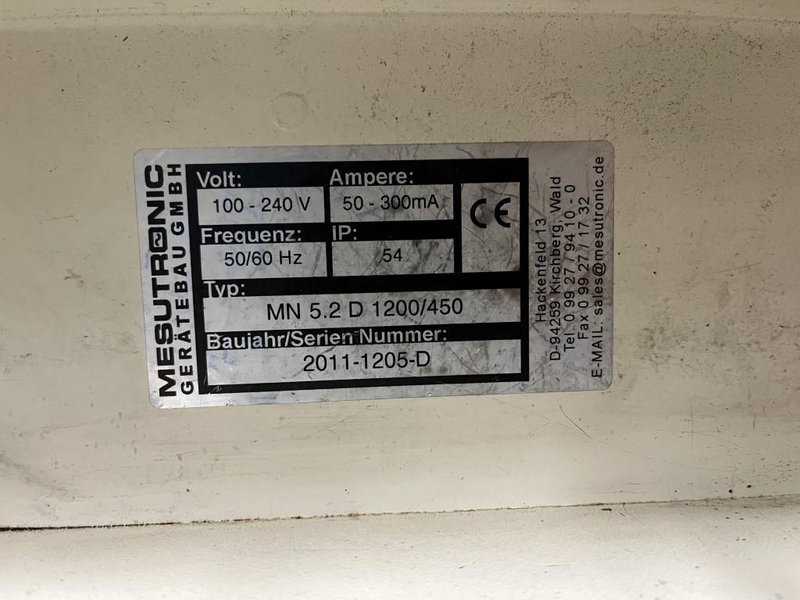 MESUTRONIC
GERÄTEBAU GMBH
Volt:
100 - 240 V
Ampere:
50 - 300mA
CE
Frequenz:
50/60 Hz
IP:
54
Typ:
MN 5.2 D 1200/450
Baujahr/Serien Nummer:
2011-1205-D
Hackenfeld 13
D-94259 Kirchberg, Wald
Tel. 0 99 27 / 94 10 - 0
Fax 0 99 27 / 17 32
E-MAIL: sales@mesutronic.de